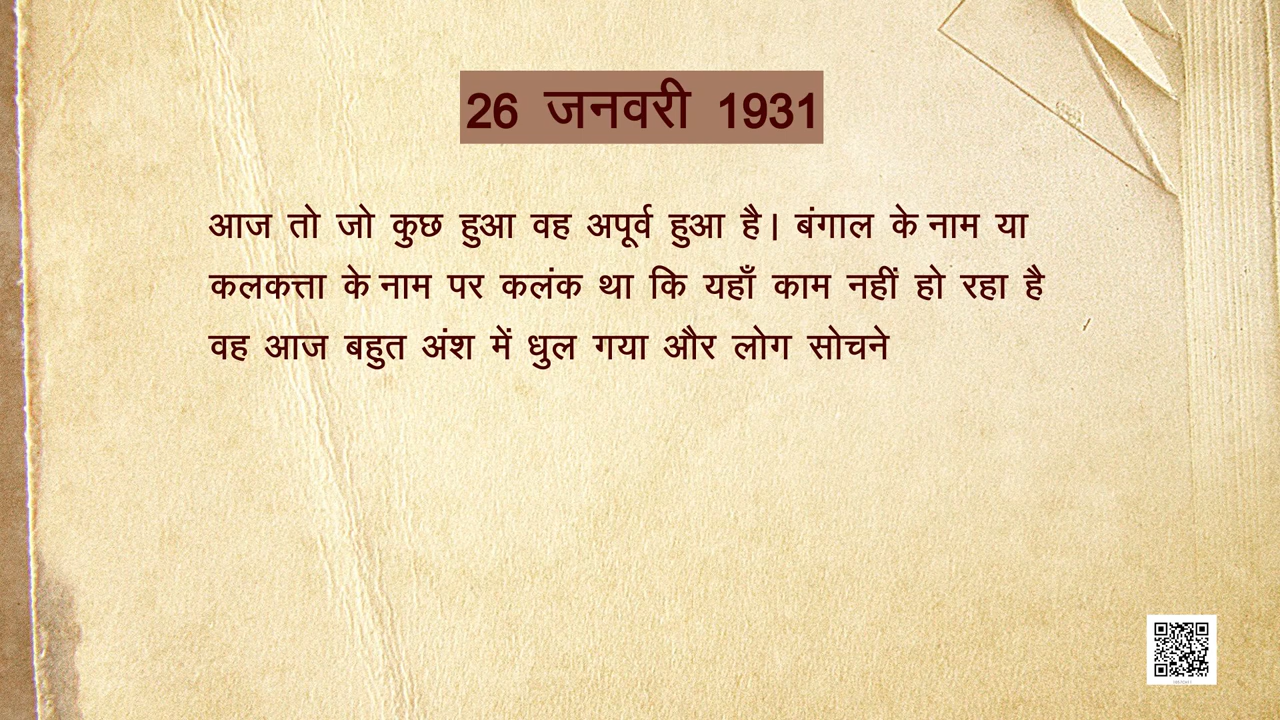 26 जनवरी 1931
आज तो जो कुछ हुआ वह अपूर्व हुआ है। बंगाल के नाम या
कलकत्ता के नाम पर कलंक था कि यहाँ काम नहीं हो रहा है
वह आज बहुत अंश में धुल गया और लोग सोचने